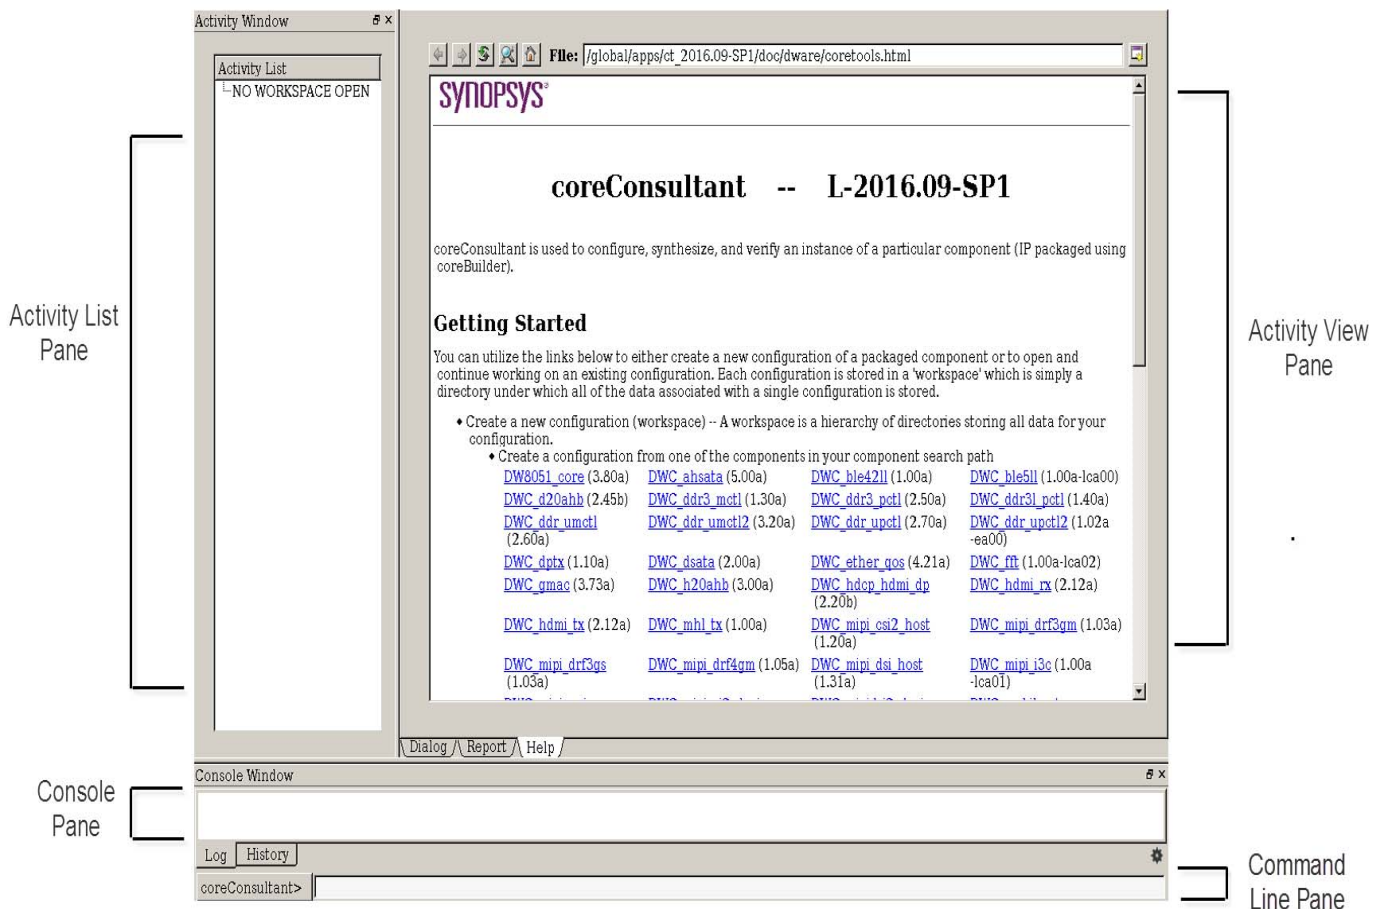 Activity Window
Activity List
NO WORKSPACE OPEN
File: /global/apps/ct_2016.09-SP1/doc/dware/coretools.html
SYNOPSYS®
coreConsultant -- L-2016.09-SP1
coreConsultant is used to configure, synthesize, and verify an instance of a particular component (IP packaged using
coreBuilder).
Getting Started
You can utilize the links below to either create a new configuration of a packaged component or to open and
continue working on an existing configuration. Each configuration is stored in a 'workspace' which is simply a
directory under which all of the data associated with a single configuration is stored.
Create a new configuration (workspace) -- A workspace is a hierarchy of directories storing all data for your
configuration.
Create a configuration from one of the components in your component search path
DW8051_core (3.80a) DWC_ahsata (5.00a) DWC_ble42ll (1.00a) DWC_ble5ll (1.00a-lca00)
DWC_d20ahb (2.45b) DWC_ddr3_mctl (1.30a) DWC_ddr3_pctl (2.50a) DWC_ddr3l_pctl (1.40a)
DWC_ddr_umctl DWC_ddr_umctl2 (3.20a) DWC_ddr_upctl (2.70a) DWC_ddr_upctl2 (1.02a
(2.60a) -ea00)
DWC_dptx (1.10a) DWC_dsata (2.00a) DWC_ether_qos (4.21a) DWC_fft (1.00a-lca02)
DWC_gmac (3.73a) DWC_h20ahb (3.00a) DWC_hdcp_hdmi_dp DWC_hdmi_rx (2.12a)
(2.20b)
DWC_hdmi_tx (2.12a) DWC_mhl_tx (1.00a) DWC_mipi_csi2_host DWC_mipi_drf3gm (1.03a)
(1.20a)
DWC_mipi_drf3gs DWC_mipi_drf4gm (1.05a) DWC_mipi_dsi_host DWC_mipi_i3c (1.00a
(1.03a) (1.31a) -lca01)
Dialog Report Help
Console Window
Log History
coreConsultant>
Activity List
Pane
Activity View
Pane
Console
Pane
Command
Line Pane